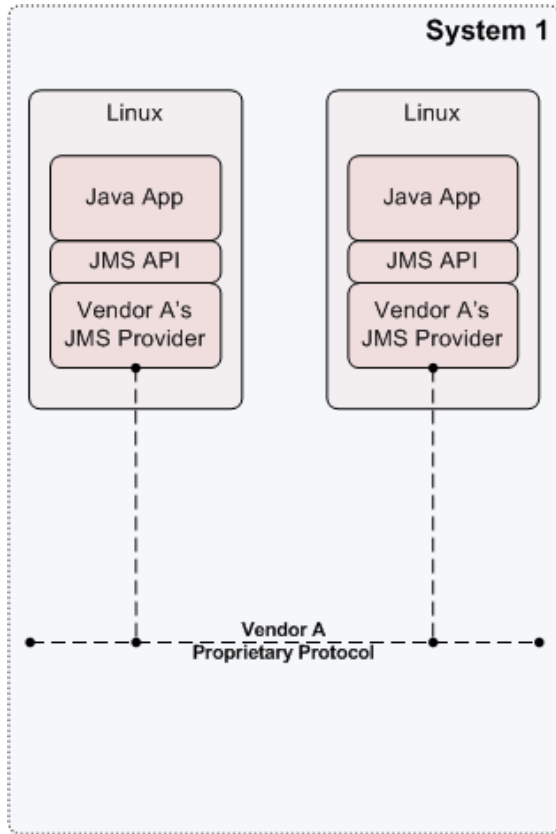 System 1
Linux
Java App
JMS API
Vendor A's
JMS Provider
Linux
Java App
JMS API
Vendor A's
JMS Provider
Vendor A
Proprietary Protocol